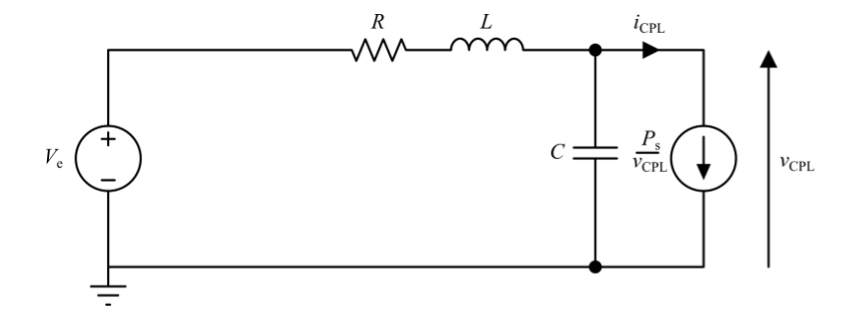 R
L
i_CPL
+
−
V_e
C
P_s
v_CPL
v_CPL